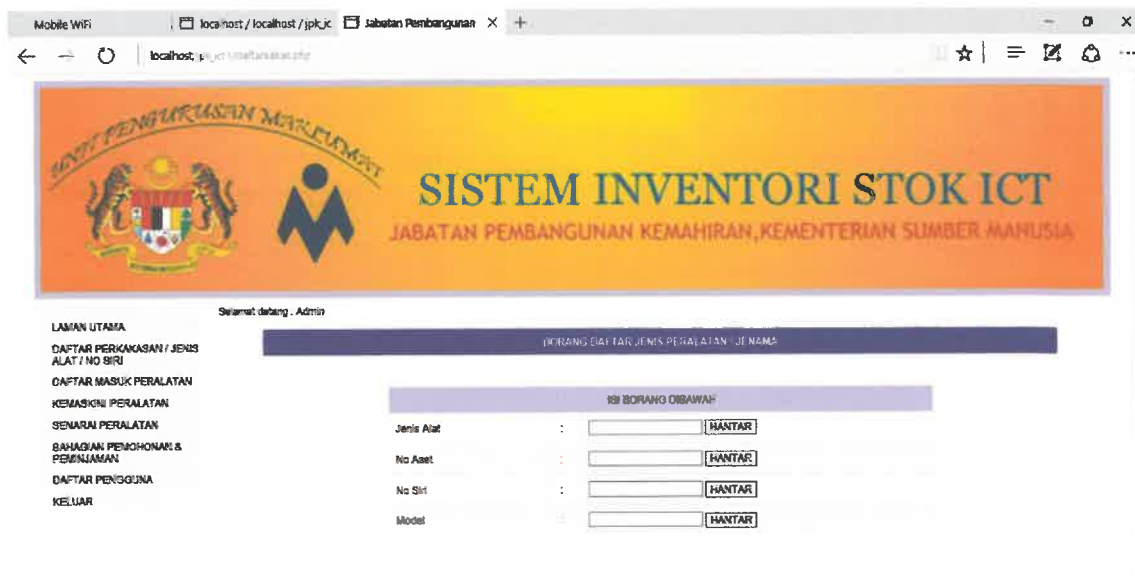 Mobile WiFi
localhost / localhost / jpk_ic
Jabatan Pembangunan
localhost/
UNIT PENGURUSAN MAKLUMAT
SISTEM INVENTORI STOK ICT
JABATAN PEMBANGUNAN KEMAHIRAN,KEMENTERIAN SUMBER MANUSIA
Selamat datang , Admin
LAMAN UTAMA
DAFTAR PERKAKASAN / JENIS
ALAT / NO SIRI
DAFTAR MASUK PERALATAN
KEMASKINI PERALATAN
SENARAI PERALATAN
BAHAGIAN PEMOHONAN &
PEMINJAMAN
DAFTAR PENGGUNA
KELUAR
BORANG DAFTAR JENIS PERALATAN / JENAMA
ISI BORANG DIBAWAH
Jenis Alat : HANTAR
No Aset : HANTAR
No Siri : HANTAR
Model : HANTAR